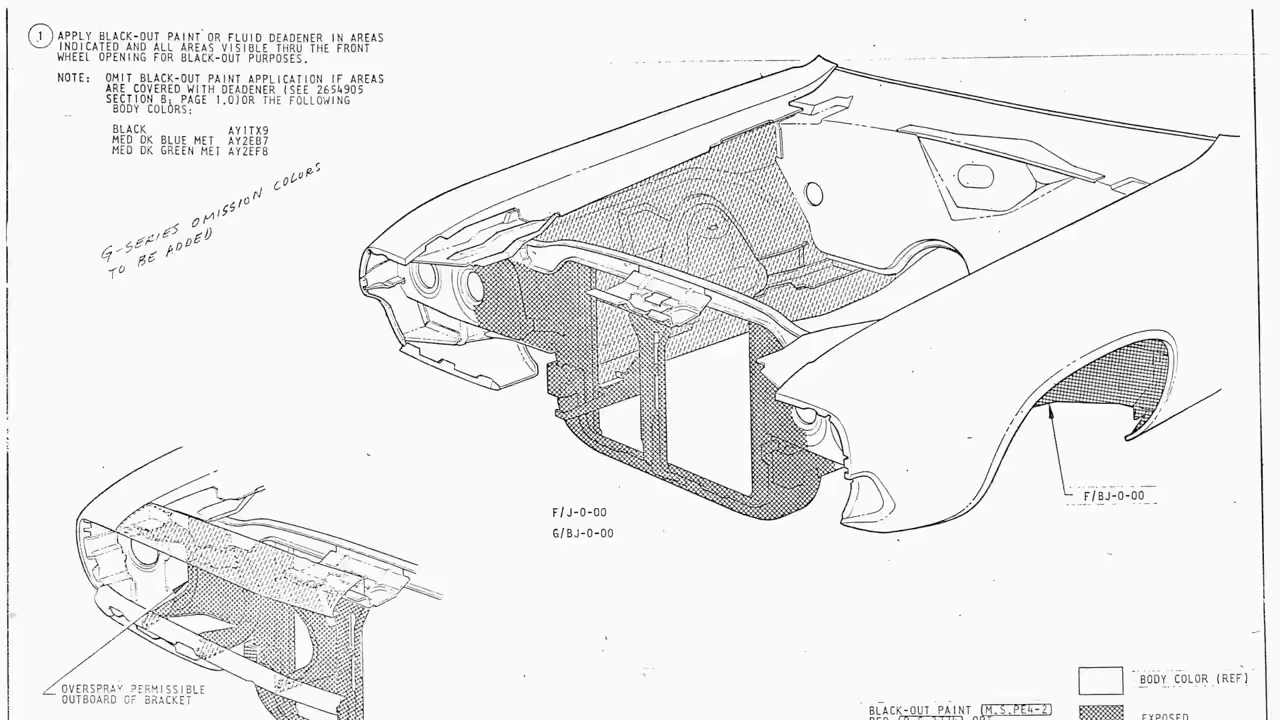 1 APPLY BLACK-OUT PAINT OR FLUID DEADENER IN AREAS
INDICATED AND ALL AREAS VISIBLE THRU THE FRONT
WHEEL OPENING FOR BLACK-OUT PURPOSES.
NOTE: OMIT BLACK-OUT PAINT APPLICATION IF AREAS
ARE COVERED WITH DEADENER (SEE 2654905
SECTION B, PAGE 1.0)OR THE FOLLOWING
BODY COLORS:
BLACK AY1TX9
MED DK BLUE MET AY2EB7
MED DK GREEN MET AY2EF8
G-SERIES OMISSION COLORS
TO BE ADDED
F/J-0-00
G/BJ-0-00
F/BJ-0-00
OVERSPRAY PERMISSIBLE
OUTBOARD OF BRACKET
BODY COLOR (REF)
BLACK-OUT PAINT (M.S.PE4-2)
EXPOSED